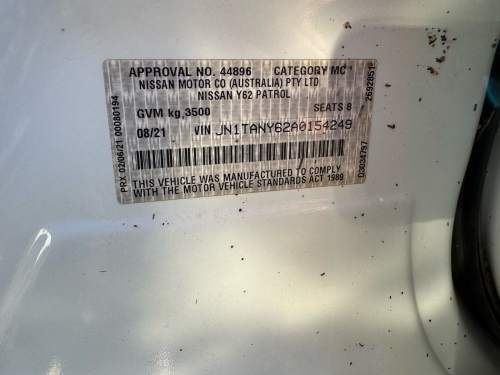 APPROVAL NO. 44896 CATEGORY MC
NISSAN MOTOR CO (AUSTRALIA) PTY LTD
NISSAN Y62 PATROL
GVM kg,3500 SEATS 8
08/21 VIN JN1TANY62A0154249
THIS VEHICLE WAS MANUFACTURED TO COMPLY
WITH THE MOTOR VEHICLE STANDARDS ACT 1989
PRX 02/06/21 00080194
2692851P
D3034797